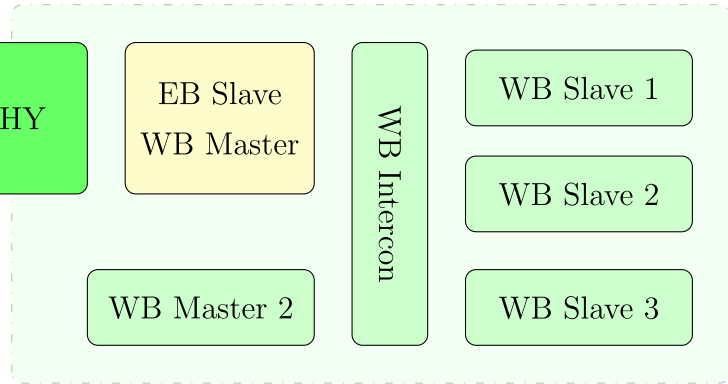 HY
EB Slave
WB Master
WB Intercon
WB Slave 1
WB Slave 2
WB Master 2
WB Slave 3